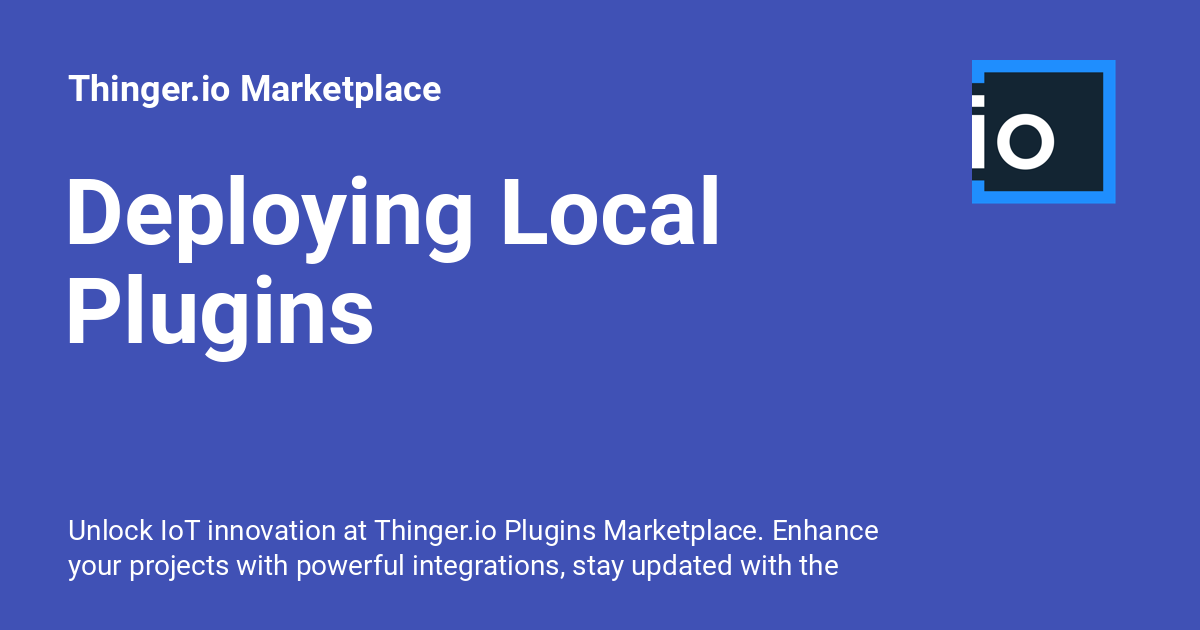 Thinger.io Marketplace
io
Deploying Local
Plugins
Unlock IoT innovation at Thinger.io Plugins Marketplace. Enhance
your projects with powerful integrations, stay updated with the